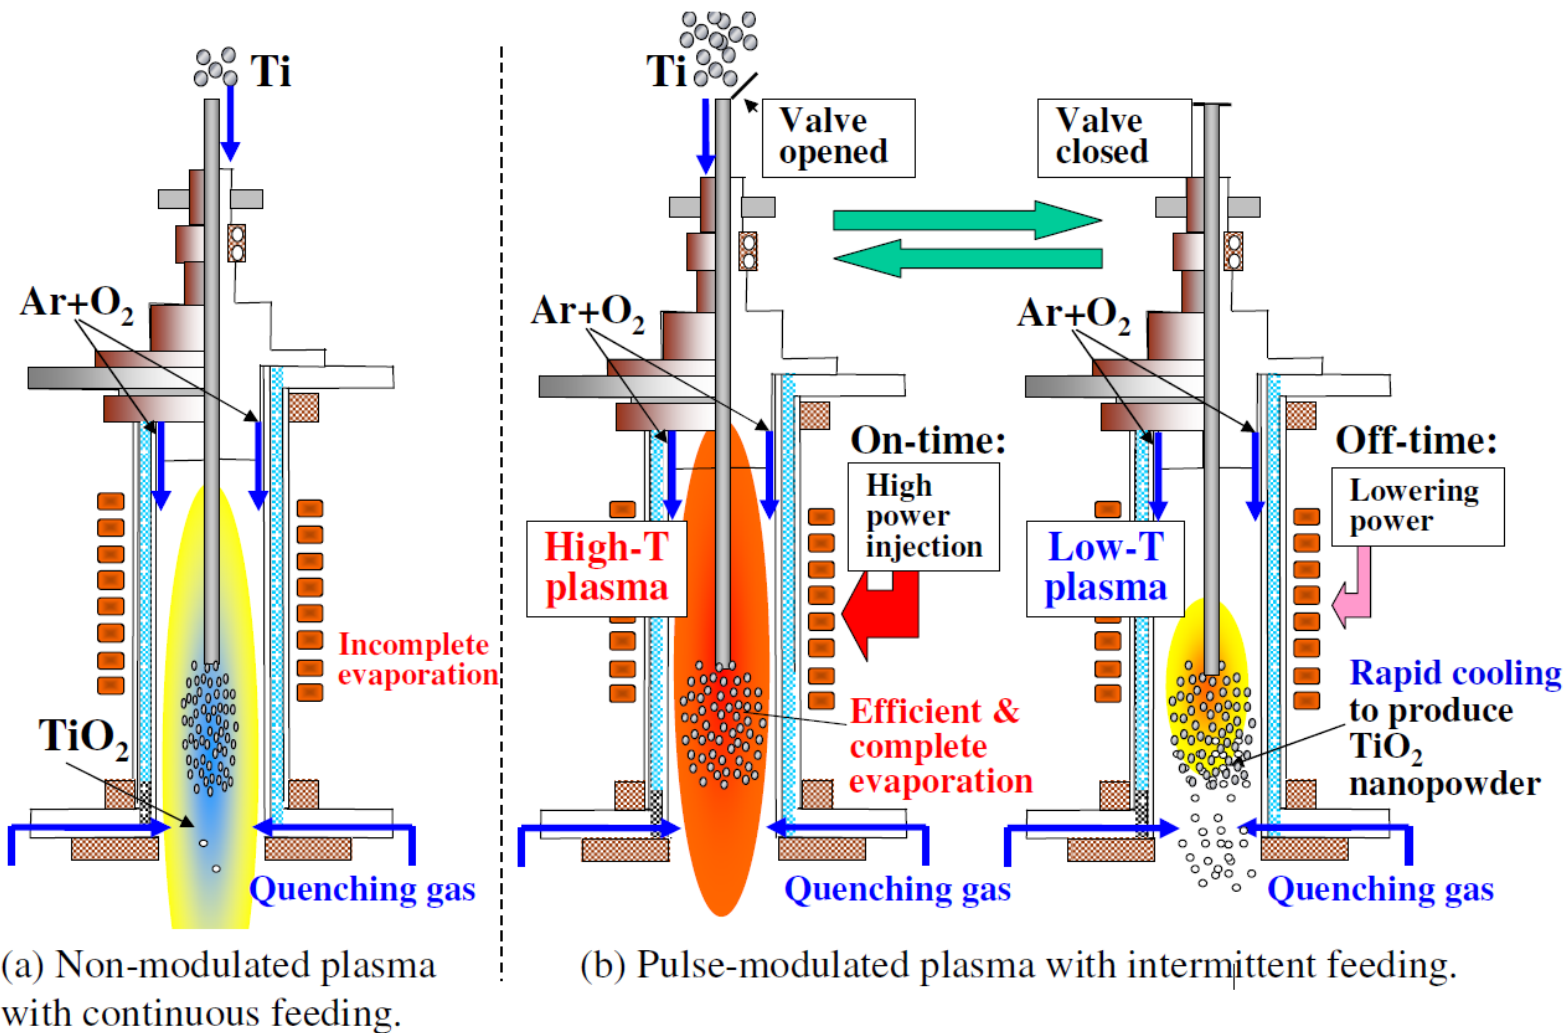 Ti
Ar+O2
Incomplete
evaporation
TiO2
Quenching gas
(a) Non-modulated plasma
with continuous feeding.
Ti
Valve
opened
Ar+O2
On-time:
High
power
injection
High-T
plasma
Efficient &
complete
evaporation
Quenching gas
Valve
closed
Ar+O2
Off-time:
Lowering
power
Low-T
plasma
Rapid cooling
to produce
TiO2
nanopowder
Quenching gas
(b) Pulse-modulated plasma with intermittent feeding.